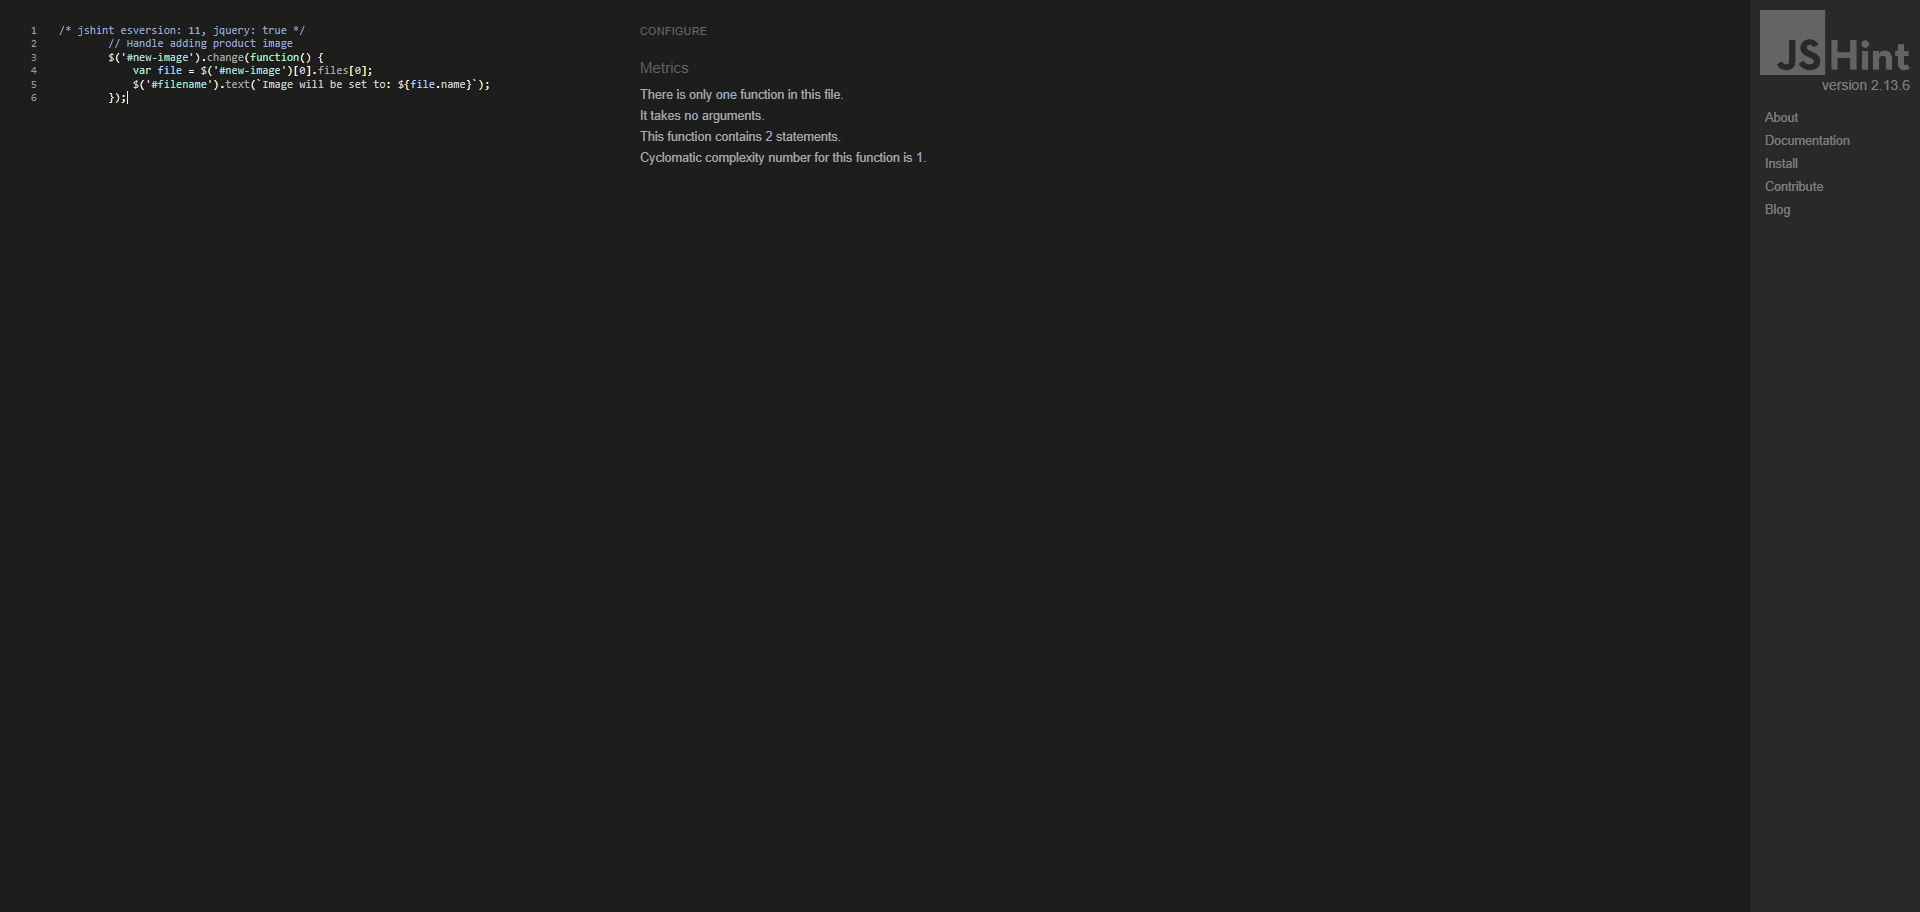 1 /* jshint esversion: 11, jquery: true */
2 // Handle adding product image
3 $('#new-image').change(function() {
4 var file = $('#new-image')[0].files[0];
5 $('#filename').text(`Image will be set to: ${file.name}`);
6 });
CONFIGURE
Metrics
There is only one function in this file.
It takes no arguments.
This function contains 2 statements.
Cyclomatic complexity number for this function is 1.
JSHint
version 2.13.6
About
Documentation
Install
Contribute
Blog